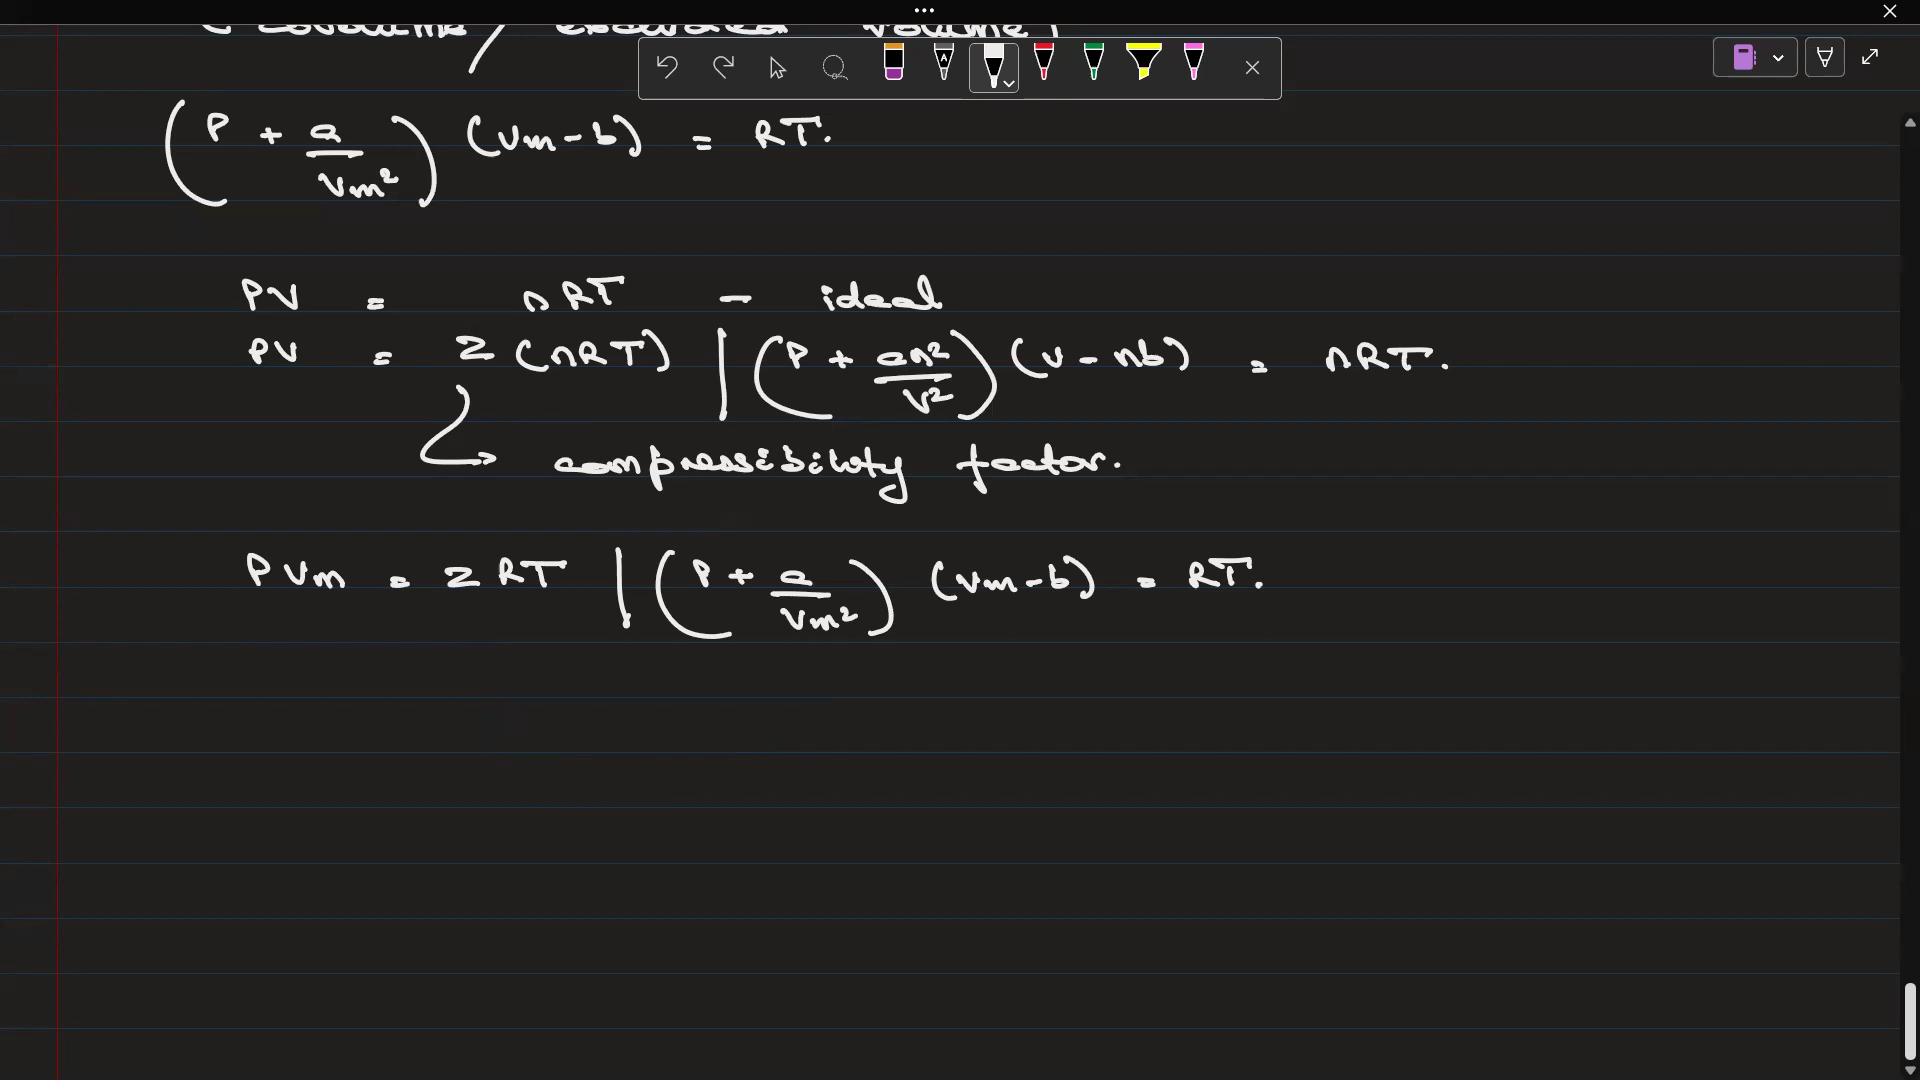 (P + a/Vm²) (Vm - b) = RT.
PV = nRT - ideal
PV = Z (nRT) | (P + an²/V²) (V - nb) = nRT.
compressibility factor.
PVm = ZRT | (P + a/Vm²) (Vm - b) = RT.